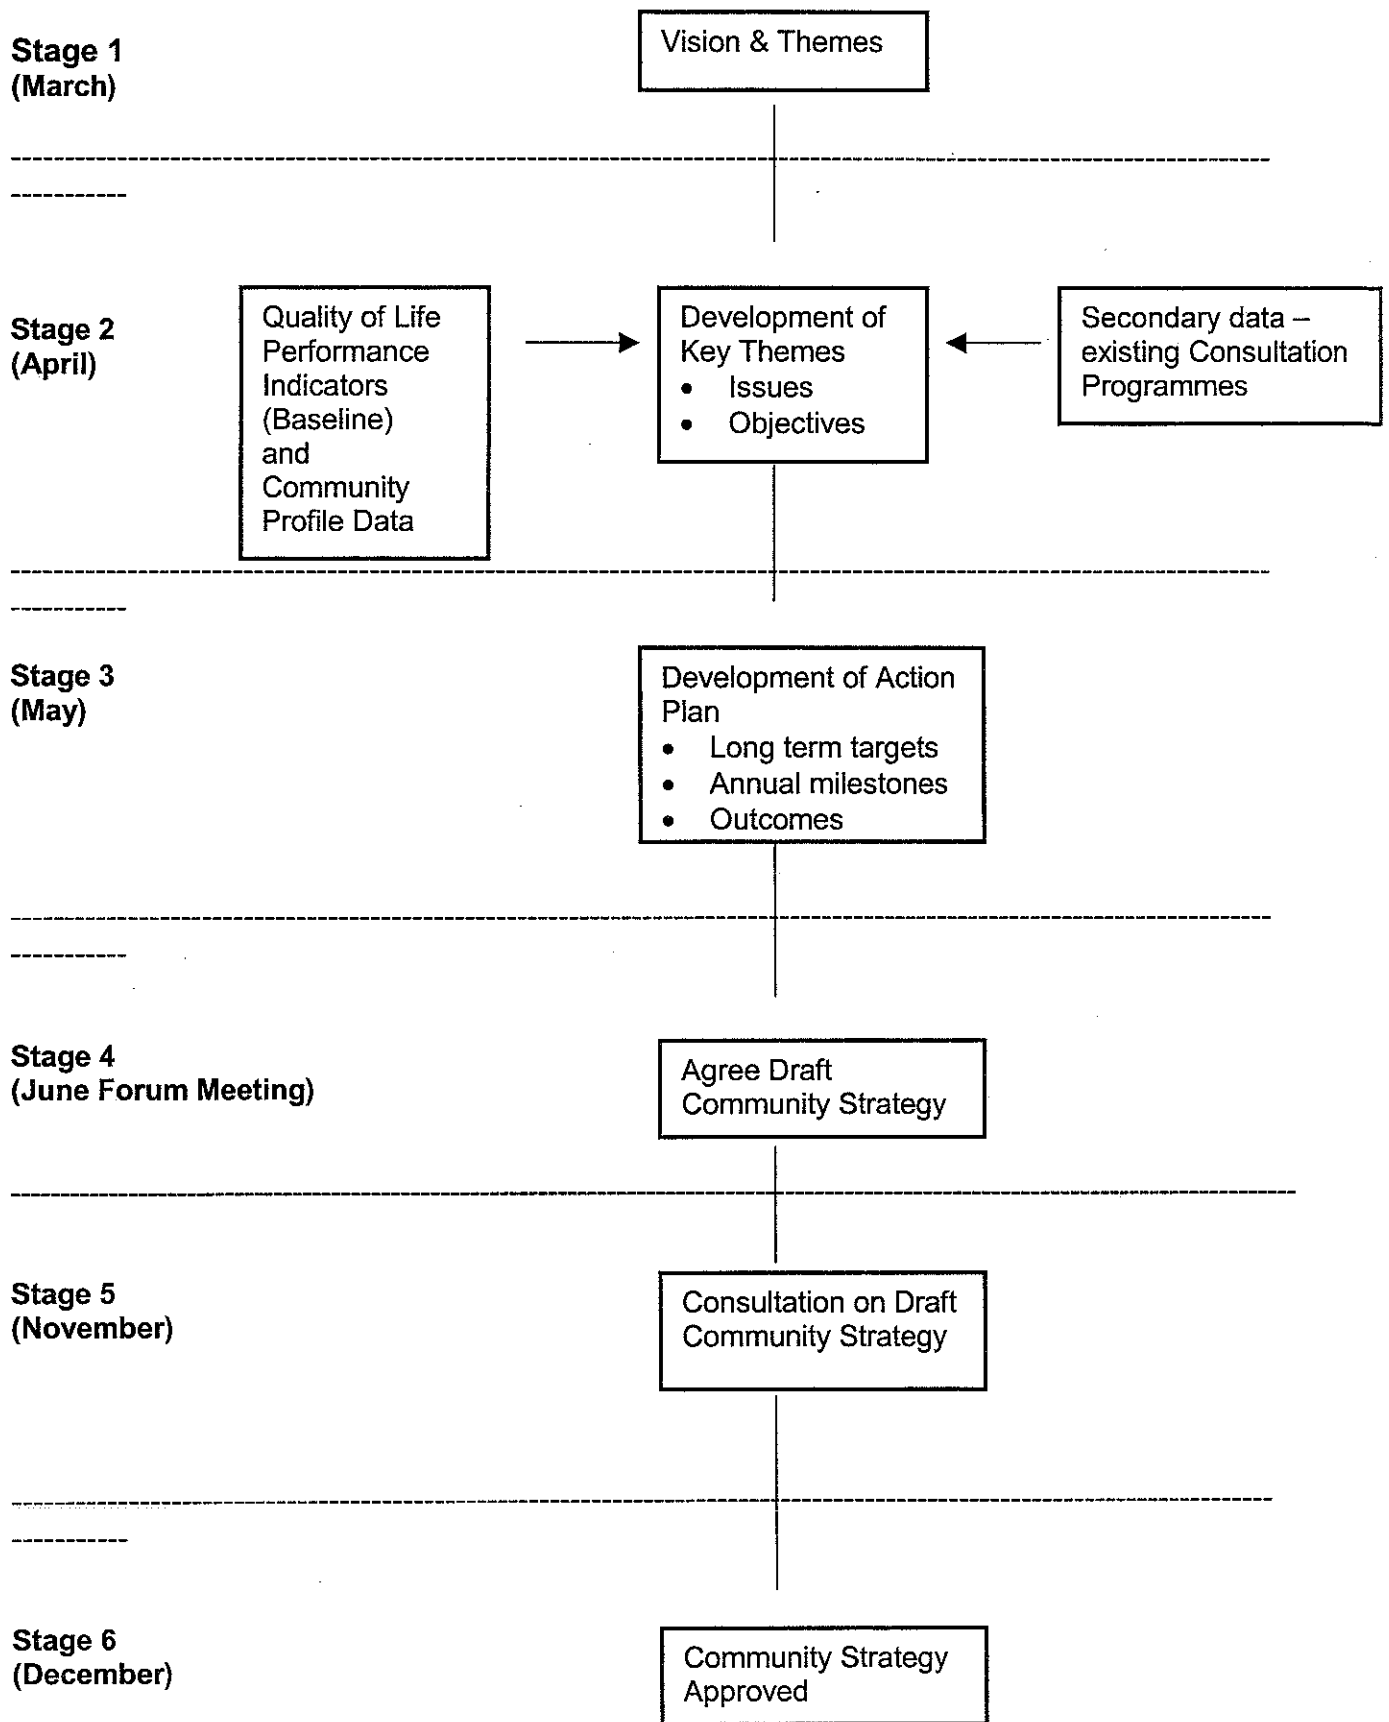 Stage 1
(March)
Vision & Themes
Stage 2
(April)
Quality of Life
Performance
Indicators
(Baseline)
and
Community
Profile Data
Development of
Key Themes
• Issues
• Objectives
Secondary data –
existing Consultation
Programmes
Stage 3
(May)
Development of Action
Plan
• Long term targets
• Annual milestones
• Outcomes
Stage 4
(June Forum Meeting)
Agree Draft
Community Strategy
Stage 5
(November)
Consultation on Draft
Community Strategy
Stage 6
(December)
Community Strategy
Approved